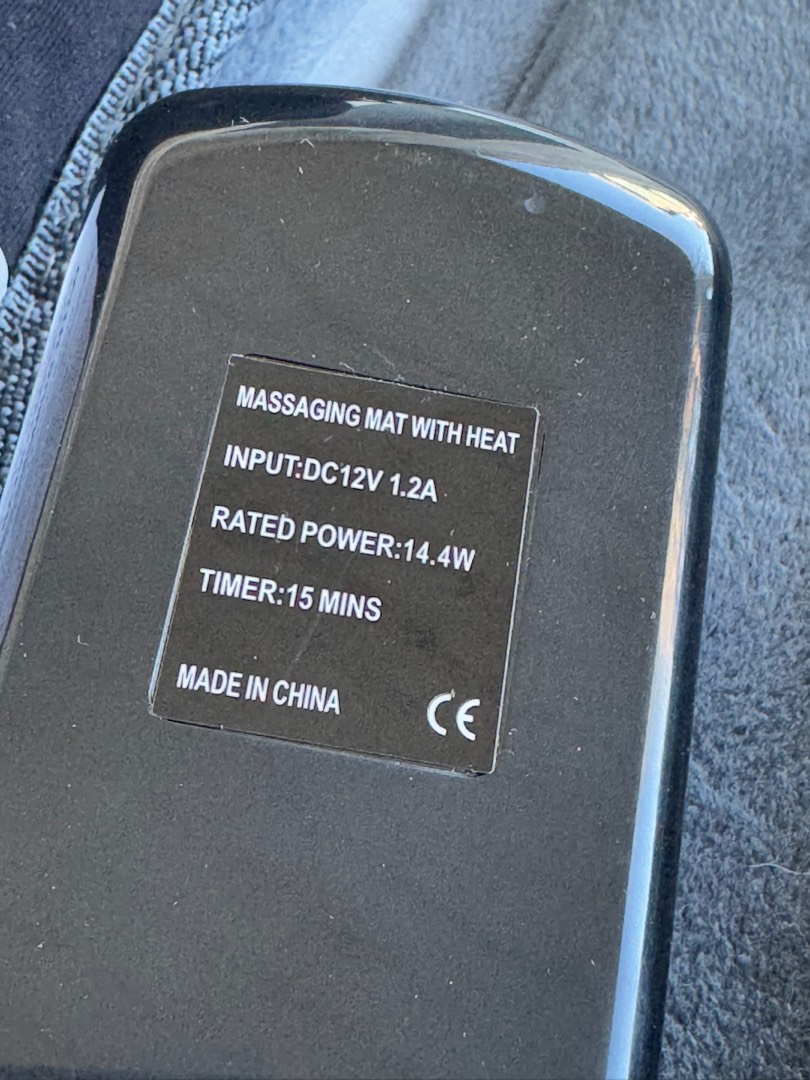 MASSAGING MAT WITH HEAT
INPUT:DC12V 1.2A
RATED POWER:14.4W
TIMER:15 MINS
MADE IN CHINA
CE